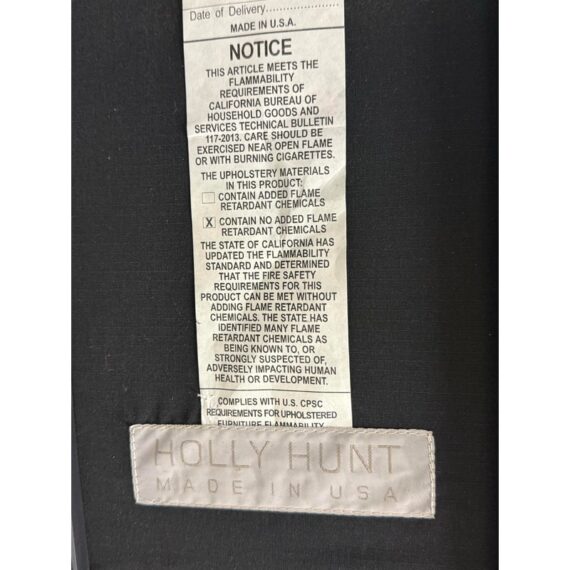 Date of Delivery......................
MADE IN U.S.A.
NOTICE
THIS ARTICLE MEETS THE
FLAMMABILITY
REQUIREMENTS OF
CALIFORNIA BUREAU OF
HOUSEHOLD GOODS AND
SERVICES TECHNICAL BULLETIN
117-2013. CARE SHOULD BE
EXERCISED NEAR OPEN FLAME
OR WITH BURNING CIGARETTES.
THE UPHOLSTERY MATERIALS
IN THIS PRODUCT:
CONTAIN ADDED FLAME
RETARDANT CHEMICALS
X CONTAIN NO ADDED FLAME
RETARDANT CHEMICALS
THE STATE OF CALIFORNIA HAS
UPDATED THE FLAMMABILITY
STANDARD AND DETERMINED
THAT THE FIRE SAFETY
REQUIREMENTS FOR THIS
PRODUCT CAN BE MET WITHOUT
ADDING FLAME RETARDANT
CHEMICALS. THE STATE HAS
IDENTIFIED MANY FLAME
RETARDANT CHEMICALS AS
BEING KNOWN TO, OR
STRONGLY SUSPECTED OF,
ADVERSELY IMPACTING HUMAN
HEALTH OR DEVELOPMENT.
COMPLIES WITH U.S. CPSC
REQUIREMENTS FOR UPHOLSTERED
FURNITURE FLAMMABILITY
HOLLY HUNT
MADE IN USA